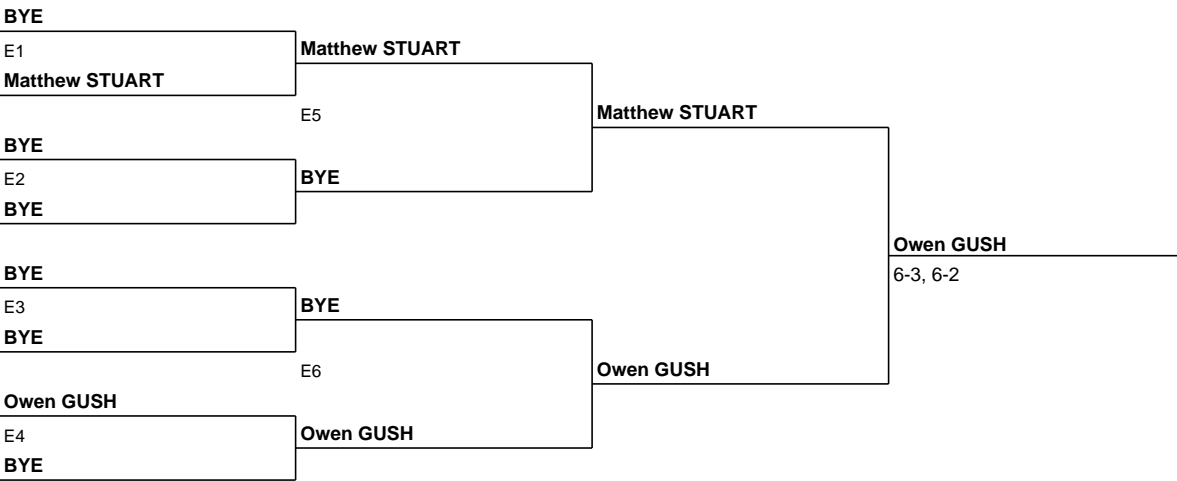 BYE
E1
Matthew STUART
Matthew STUART
E5
Matthew STUART
BYE
E2
BYE
BYE
Owen GUSH
6-3, 6-2
BYE
E3
BYE
BYE
E6
Owen GUSH
Owen GUSH
E4
Owen GUSH
BYE